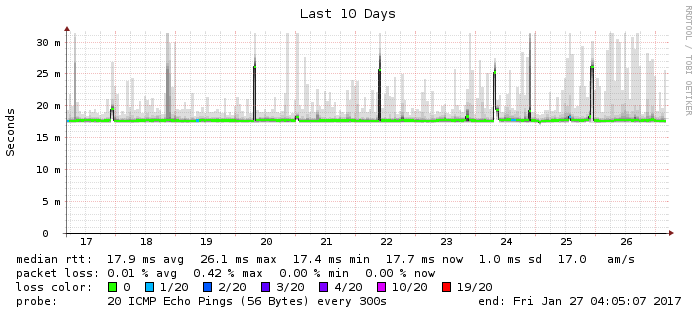 Last 10 Days
RRDTOOL / TOBI OETIKER
Seconds
30 m
25 m
20 m
15 m
10 m
5 m
0
17 18 19 20 21 22 23 24 25 26
median rtt: 17.9 ms avg 26.1 ms max 17.4 ms min 17.7 ms now 1.0 ms sd 17.0 am/s
packet loss: 0.01 % avg 0.42 % max 0.00 % min 0.00 % now
loss color: 0 1/20 2/20 3/20 4/20 10/20 19/20
probe: 20 ICMP Echo Pings (56 Bytes) every 300s end: Fri Jan 27 04:05:07 2017